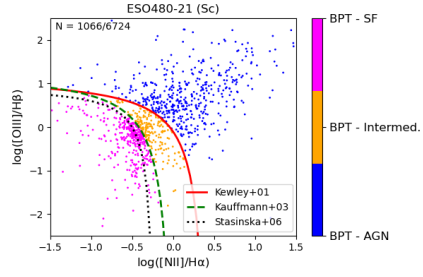 ESO480-21 (Sc)
N = 1066/6724
log([OIII]/Hβ)
2
1
0
−1
−2
−1.5 −1.0 −0.5 0.0 0.5 1.0 1.5
log([NII]/Hα)
Kewley+01
Kauffmann+03
Stasinska+06
BPT - SF
BPT - Intermed.
BPT - AGN